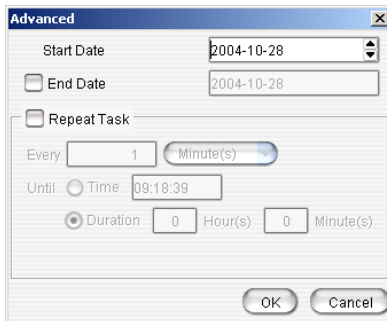 Advanced
Start Date 2004-10-28
End Date 2004-10-28
Repeat Task
Every 1 Minute(s)
Until Time 09:18:39
Duration 0 Hour(s) 0 Minute(s)
OK Cancel